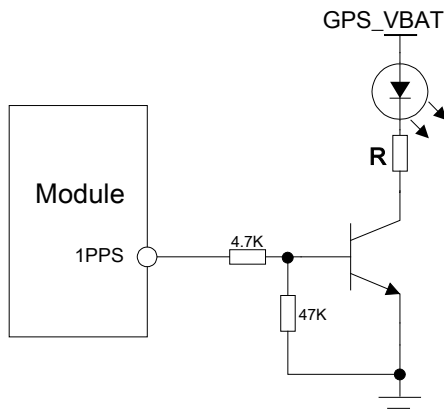 GPS_VBAT
R
Module
4.7K
1PPS
47K